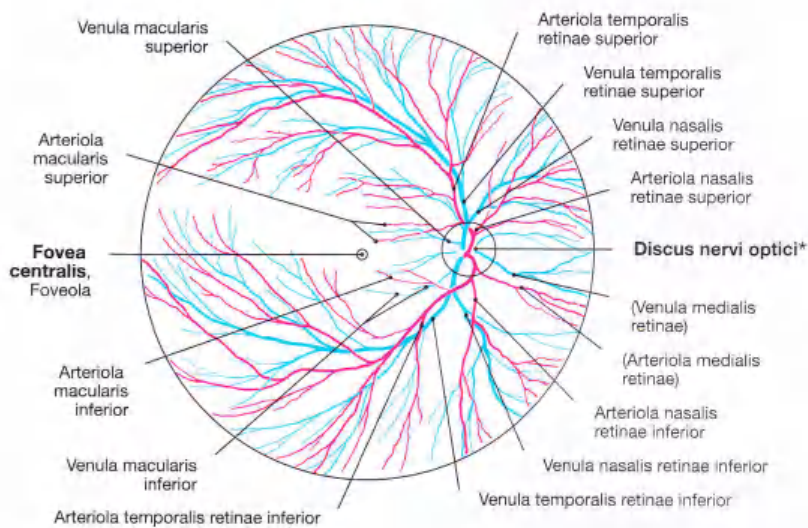 Venula macularis
superior
Arteriola
macularis
superior
Fovea
centralis,
Foveola
Arteriola
macularis
inferior
Venula macularis
inferior
Arteriola temporalis retinae inferior
Arteriola temporalis
retinae superior
Venula temporalis
retinae superior
Venula nasalis
retinae superior
Arteriola nasalis
retinae superior
Discus nervi optici*
(Venula medialis
retinae)
(Arteriola medialis
retinae)
Arteriola nasalis
retinae inferior
Venula nasalis retinae inferior
Venula temporalis retinae inferior